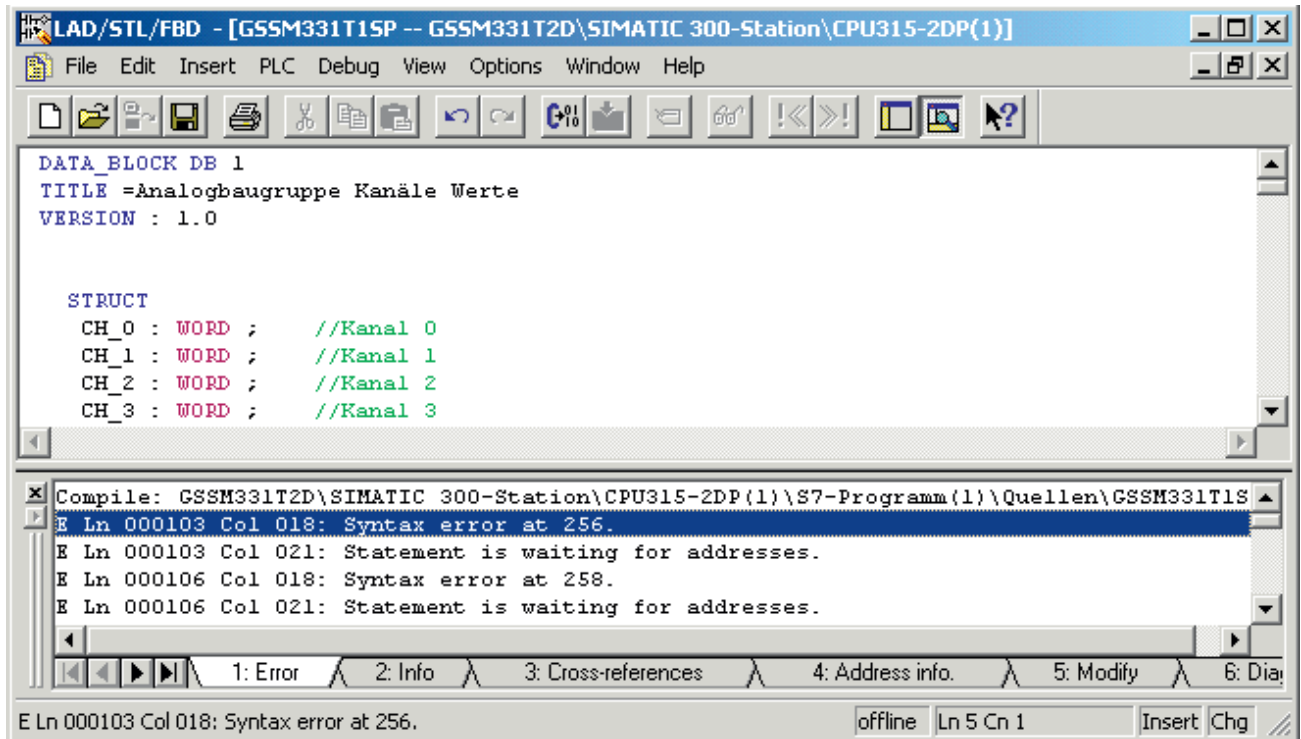 LAD/STL/FBD - [GSSM331T1SP -- GSSM331T2D\SIMATIC 300-Station\CPU315-2DP(1)]
File Edit Insert PLC Debug View Options Window Help
DATA_BLOCK DB 1
TITLE =Analogbaugruppe Kanäle Werte
VERSION : 1.0
STRUCT
CH_0 : WORD ; //Kanal 0
CH_1 : WORD ; //Kanal 1
CH_2 : WORD ; //Kanal 2
CH_3 : WORD ; //Kanal 3
Compile: GSSM331T2D\SIMATIC 300-Station\CPU315-2DP(1)\S7-Programm(1)\Quellen\GSSM331T1S
E Ln 000103 Col 018: Syntax error at 256.
E Ln 000103 Col 021: Statement is waiting for addresses.
E Ln 000106 Col 018: Syntax error at 258.
E Ln 000106 Col 021: Statement is waiting for addresses.
1: Error 2: Info 3: Cross-references 4: Address info. 5: Modify 6: Dia
E Ln 000103 Col 018: Syntax error at 256. offline Ln 5 Cn 1 Insert Chg